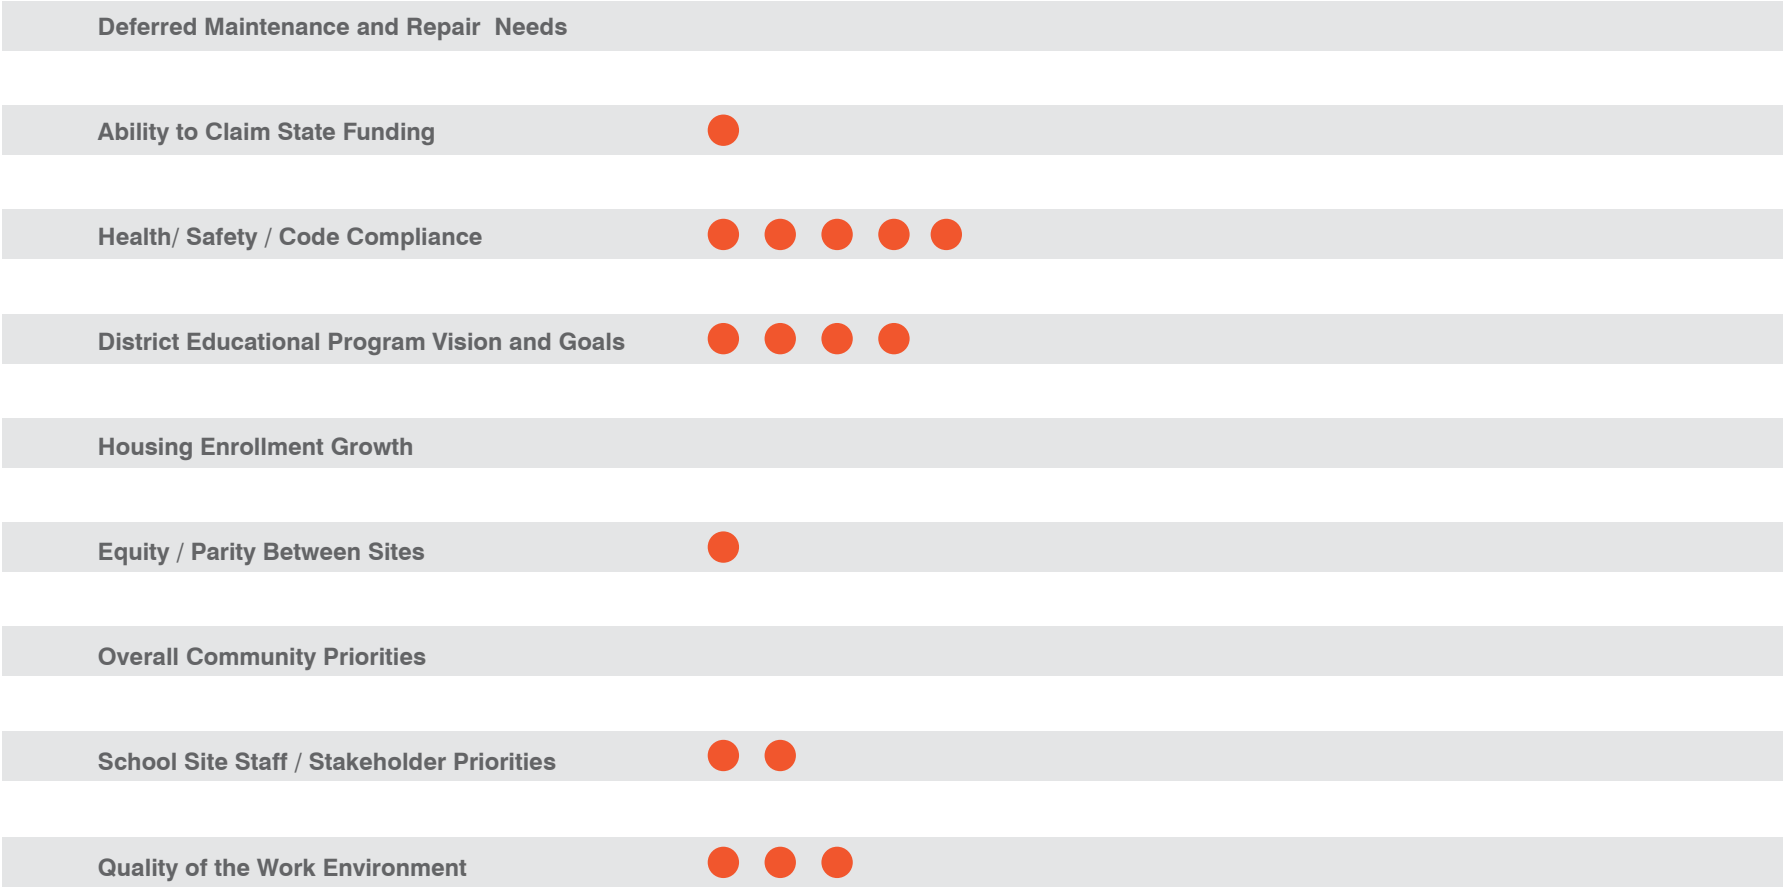 Deferred Maintenance and Repair  Needs
Ability to Claim State Funding
Health/ Safety / Code Compliance
District Educational Program Vision and Goals
Housing Enrollment Growth
Equity / Parity Between Sites
Overall Community Priorities
School Site Staff / Stakeholder Priorities
Quality of the Work Environment